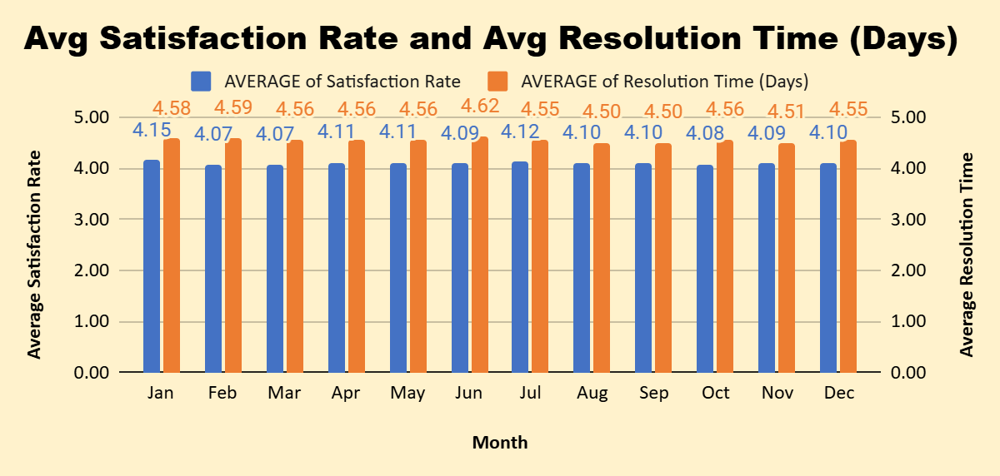 Avg Satisfaction Rate and Avg Resolution Time (Days)
AVERAGE of Satisfaction Rate AVERAGE of Resolution Time (Days)
4.58 4.59 4.56 4.56 4.56 4.62 4.55 4.50 4.50 4.56 4.51 4.55
4.15 4.07 4.07 4.11 4.11 4.09 4.12 4.10 4.10 4.08 4.09 4.10
5.00 5.00
4.00 4.00
3.00 3.00
2.00 2.00
1.00 1.00
0.00 0.00
Average Satisfaction Rate
Average Resolution Time
Jan Feb Mar Apr May Jun Jul Aug Sep Oct Nov Dec
Month